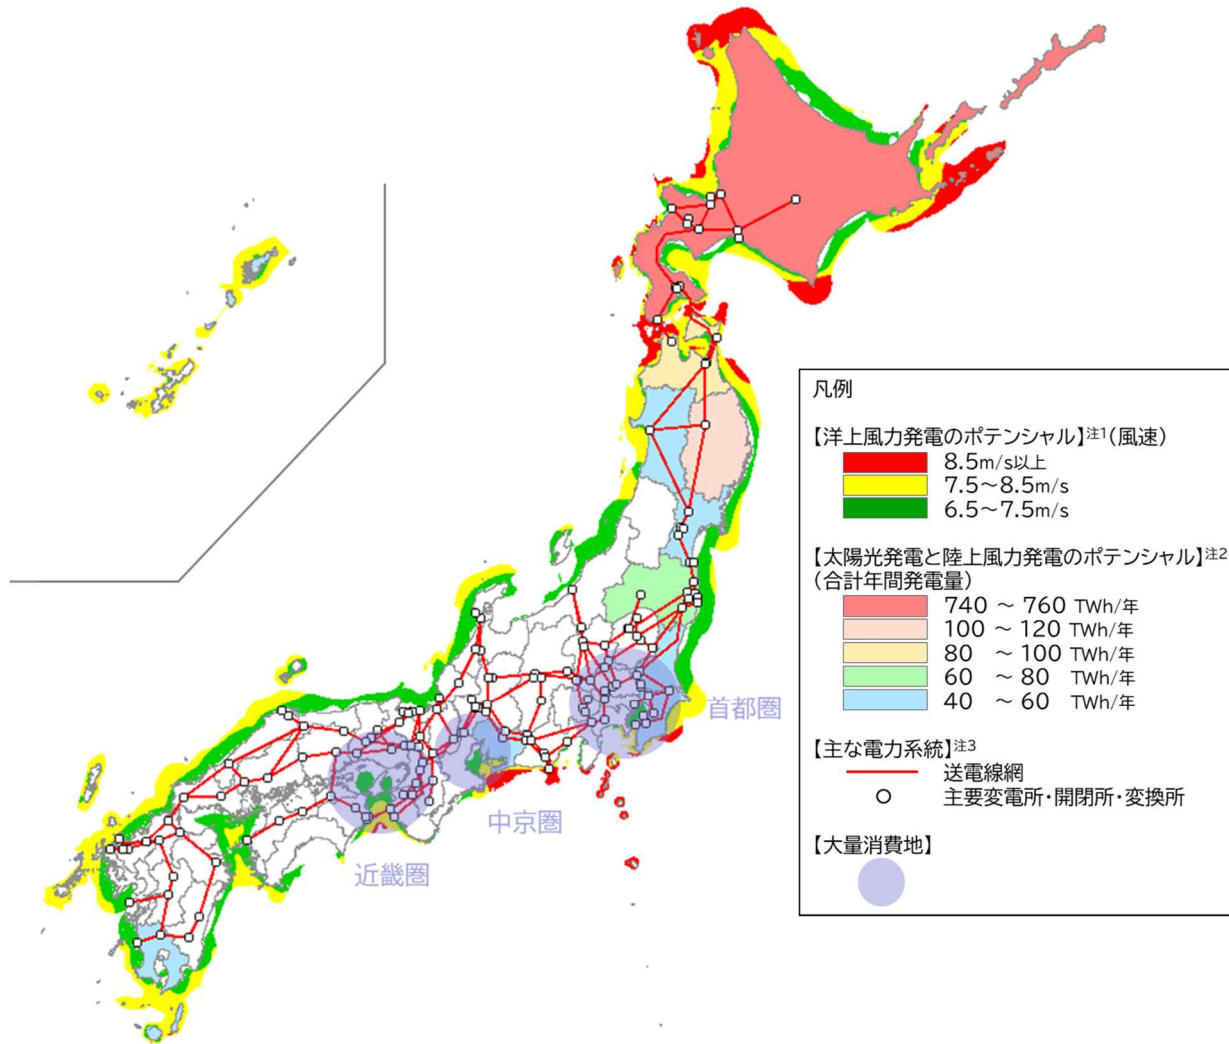 凡例
【洋上風力発電のポテンシャル】注1(風速)
8.5m/s以上
7.5～8.5m/s
6.5～7.5m/s
【太陽光発電と陸上風力発電のポテンシャル】注2
(合計年間発電量)
740 ～ 760 TWh/年
100 ～ 120 TWh/年
80 ～ 100 TWh/年
60 ～ 80 TWh/年
40 ～ 60 TWh/年
【主な電力系統】注3
送電線網
主要変電所・開閉所・変換所
【大量消費地】
首都圏
中京圏
近畿圏